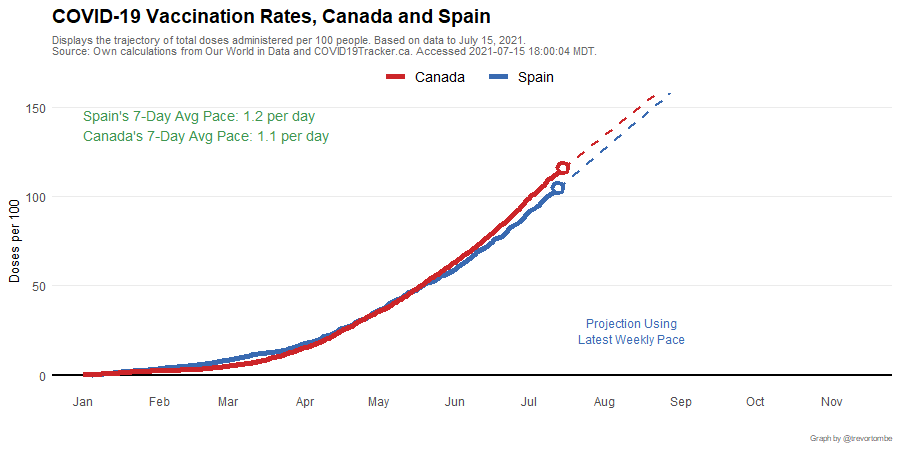 COVID-19 Vaccination Rates, Canada and Spain
Displays the trajectory of total doses administered per 100 people. Based on data to July 15, 2021.
Source: Own calculations from Our World in Data and COVID19Tracker.ca. Accessed 2021-07-15 18:00:04 MDT.
Canada Spain
150
Spain's 7-Day Avg Pace: 1.2 per day
Canada's 7-Day Avg Pace: 1.1 per day
100
Doses per 100
50
Projection Using
Latest Weekly Pace
0
Jan Feb Mar Apr May Jun Jul Aug Sep Oct Nov
Graph by @trevortombe